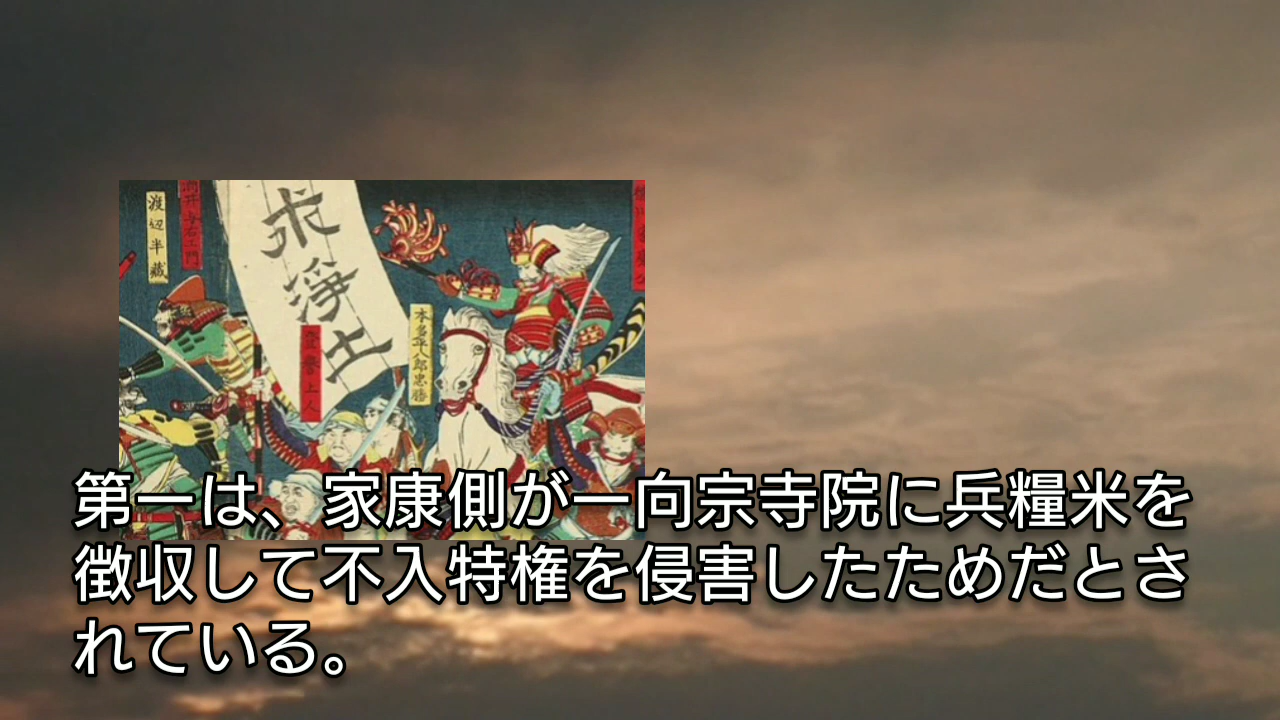 渡辺半蔵
求浄土
本多平八郎忠勝
第一は、家康側が一向宗寺院に兵糧米を
徴収して不入特権を侵害したためだとさ
れている。